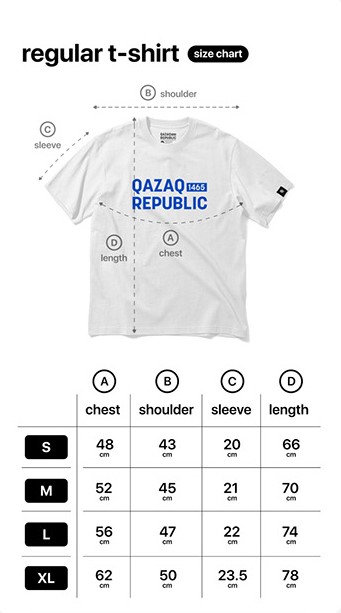 regular t-shirt size chart
B shoulder
C
sleeve
QAZAQ 1465
REPUBLIC
D
length
A
chest
A B C D
chest shoulder sleeve length
S 48 cm 43 cm 20 cm 66 cm
M 52 cm 45 cm 21 cm 70 cm
L 56 cm 47 cm 22 cm 74 cm
XL 62 cm 50 cm 23.5 cm 78 cm